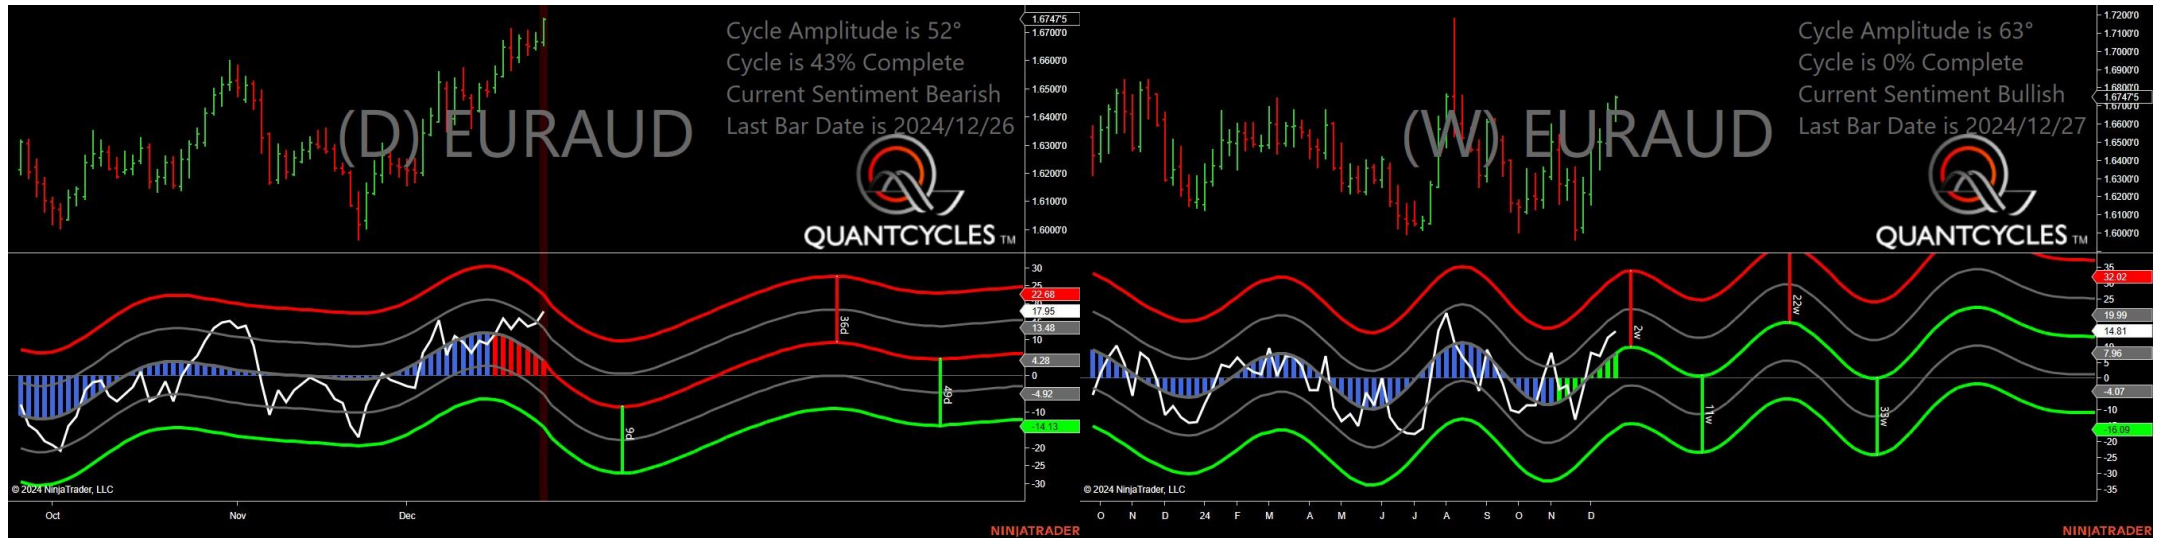 Cycle Amplitude is 52°
Cycle is 43% Complete
Current Sentiment Bearish
Last Bar Date is 2024/12/26
(D) EURAUD
QUANTCYCLES TM
1.6747'5
1.6700'0
1.6600'0
1.6500'0
1.6400'0
1.6300'0
1.6200'0
1.6100'0
1.6000'0
30
25
22.68
17.95
13.48
10
4.28
0
-4.92
-10
-14.13
-20
-25
-30
36d
49d
9d
© 2024 NinjaTrader, LLC
Oct Nov Dec
NINJATRADER
Cycle Amplitude is 63°
Cycle is 0% Complete
Current Sentiment Bullish
Last Bar Date is 2024/12/27
(W) EURAUD
QUANTCYCLES TM
1.7200'0
1.7100'0
1.7000'0
1.6900'0
1.6800'0
1.6747'5
1.6700'0
1.6600'0
1.6500'0
1.6400'0
1.6300'0
1.6200'0
1.6100'0
1.6000'0
35
32.02
25
19.99
14.81
7.96
5
0
-4.07
-10
-16.09
-20
-25
-30
-35
2w
22w
11w
33w
© 2024 NinjaTrader, LLC
O N D 24 F M A M J J A S O N D
NINJATRADER